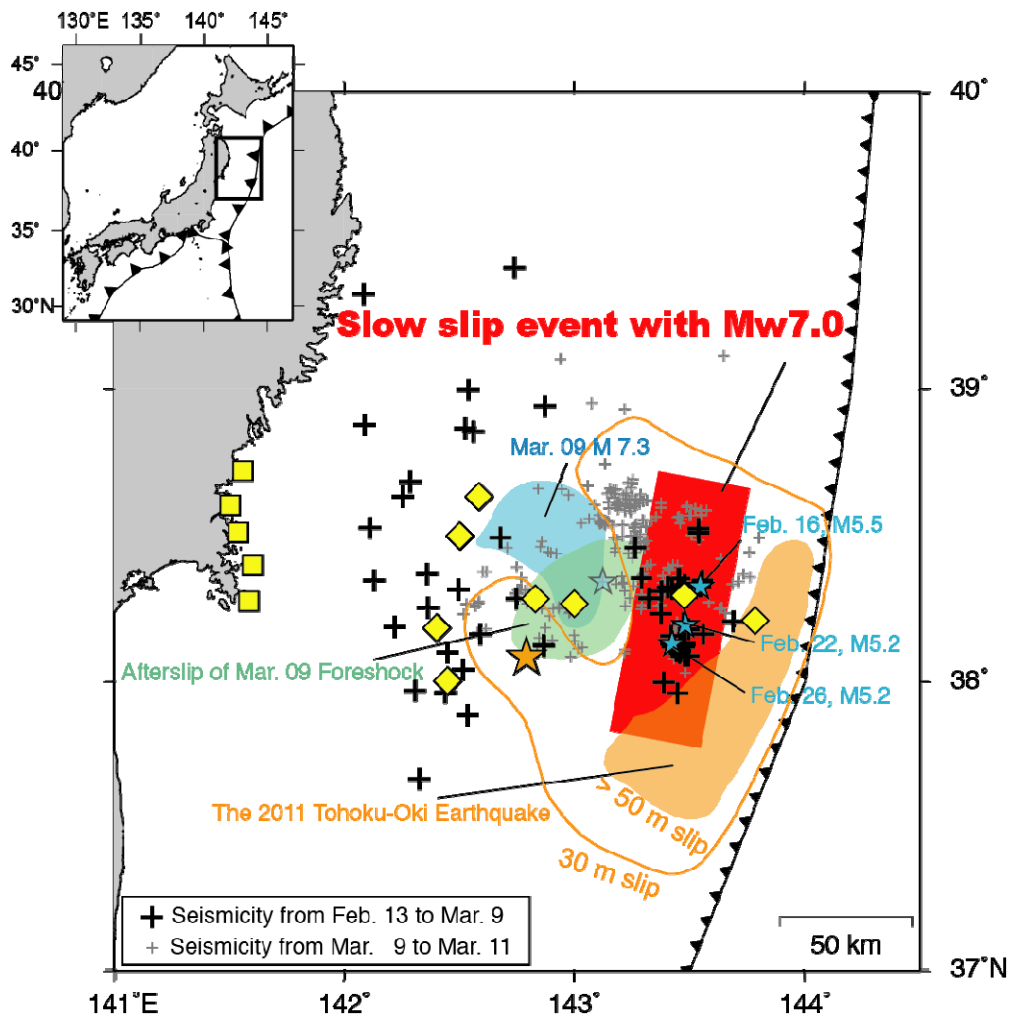 130°E 135° 140° 145°
45°
40°
35°
30°N
40
40°
39°
38°
37°N
141°E 142° 143° 144°
Slow slip event with Mw7.0
Mar. 09 M 7.3
Feb. 16, M5.5
Feb. 22, M5.2
Feb. 26, M5.2
Afterslip of Mar. 09 Foreshock
The 2011 Tohoku-Oki Earthquake
> 50 m slip
30 m slip
Seismicity from Feb. 13 to Mar. 9
Seismicity from Mar. 9 to Mar. 11
50 km